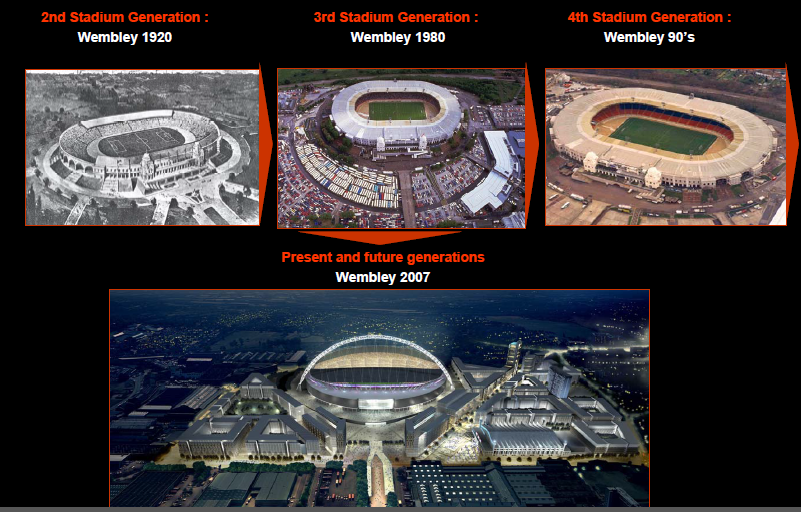 2nd Stadium Generation :
Wembley 1920
3rd Stadium Generation :
Wembley 1980
4th Stadium Generation :
Wembley 90's
Present and future generations
Wembley 2007